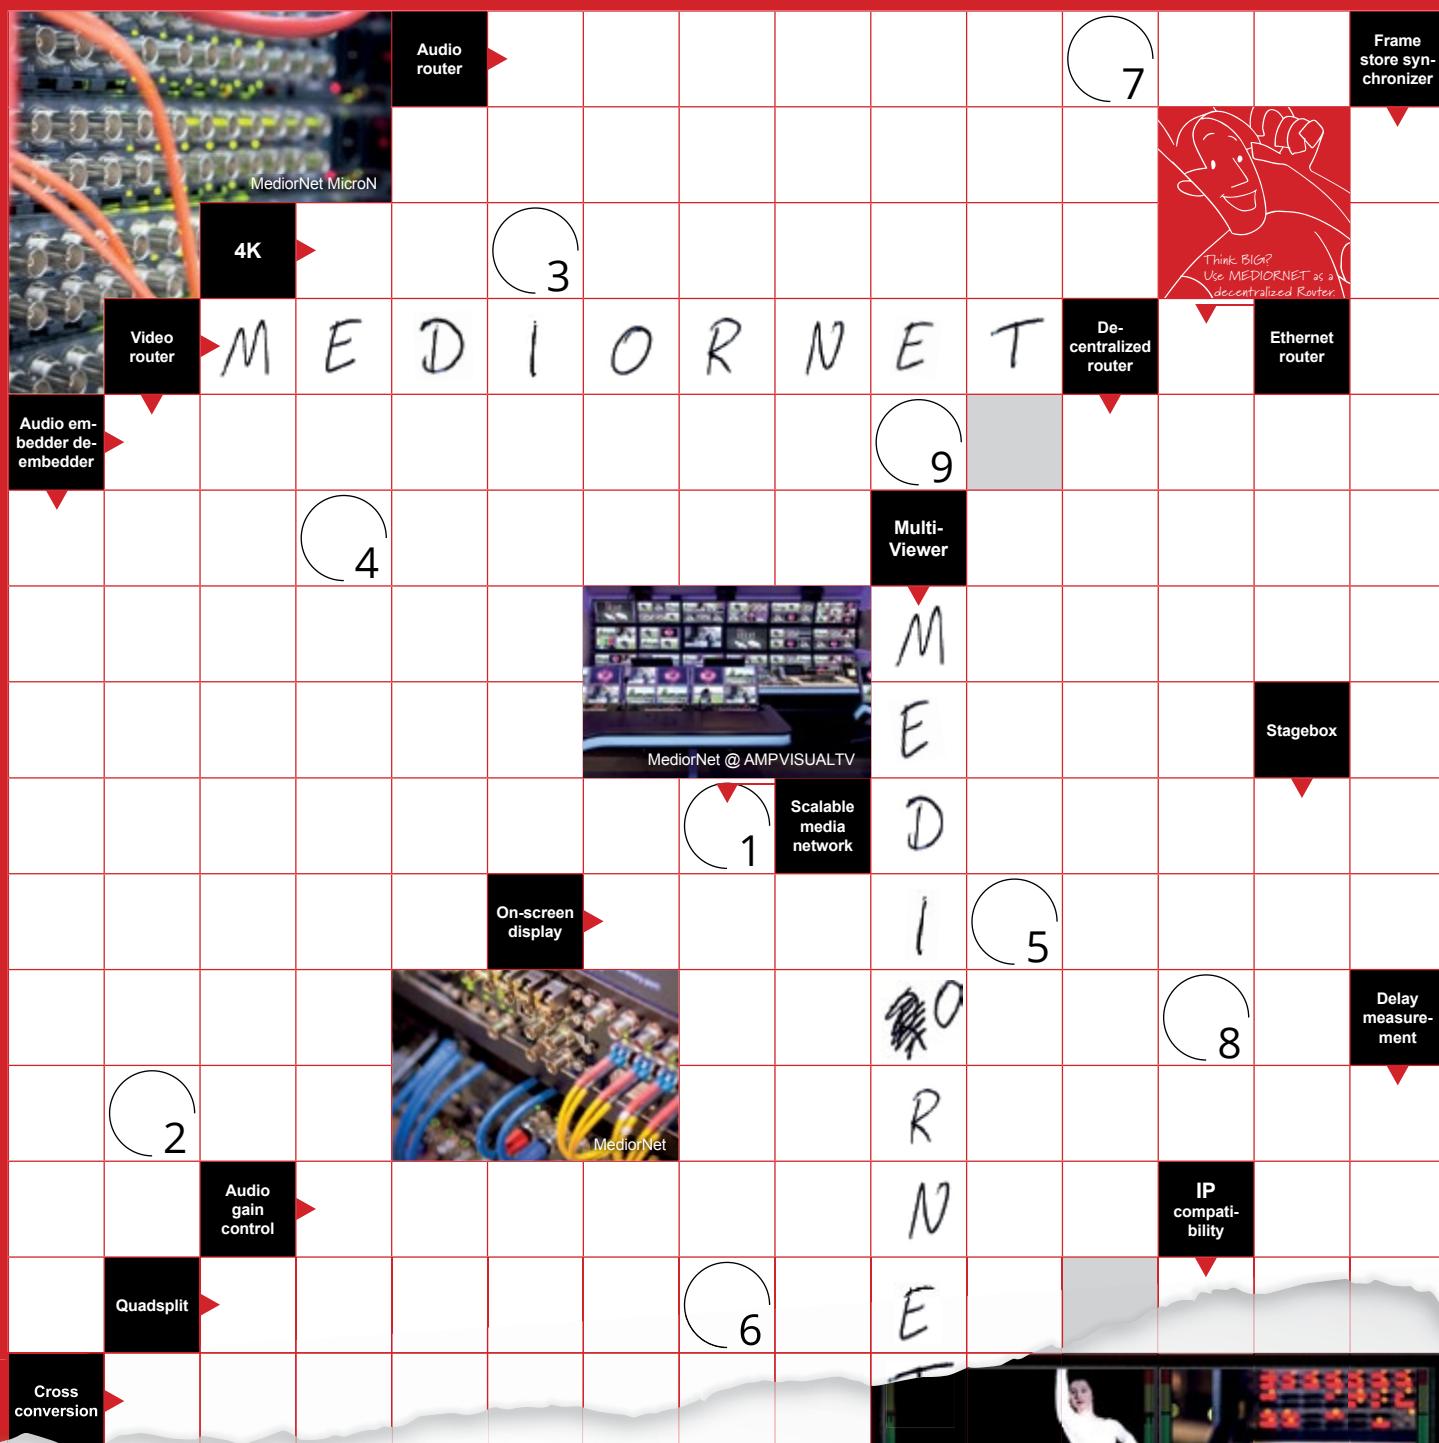 Audio
router
7
Frame
store syn-
chronizer
MediorNet MicroN
4K
3
Think BIG?
Use MEDIORNET as a
decentralized Router.
Video
router
M E D I O R N E T
De-
centralized
router
Ethernet
router
Audio em-
bedder de-
embedder
9
4
Multi-
Viewer
M
E
Stagebox
MediorNet @ AMPVISUALTV
1
Scalable
media
network
D
On-screen
display
I
5
O
8
Delay
measure-
ment
2
MediorNet
R
Audio
gain
control
N
IP
compati-
bility
Quadsplit
6
E
Cross
conversion
T